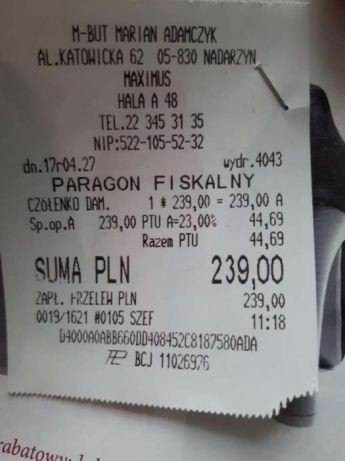 M-BUT MARIAN ADAMCZYK
AL.KATOWICKA 62 05-830 NADARZYN
MAXIMUS
HALA A 48
TEL.22 345 31 35
NIP:522-105-52-32
dn.17r04.27 wydr.4043
PARAGON FISKALNY
CZÓŁENKO DAM. 1 * 239,00 = 239,00 A
Sp.op.A 239,00 PTU A=23,00% 44,69
Razem PTU 44,69
SUMA PLN 239,00
ZAPŁ. PRZELEW PLN 239,00
0019/1621 #0105 SZEF 11:18
D4000A0ABB660DD408452C8187580ADA
BCJ 11026976
rabatowy